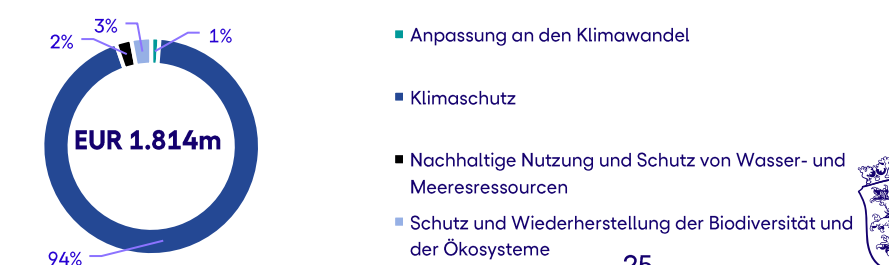 3%
2%
1%
EUR 1.814m
94%
Anpassung an den Klimawandel
Klimaschutz
Nachhaltige Nutzung und Schutz von Wasser- und
Meeresressourcen
Schutz und Wiederherstellung der Biodiversität und
der Ökosysteme
25